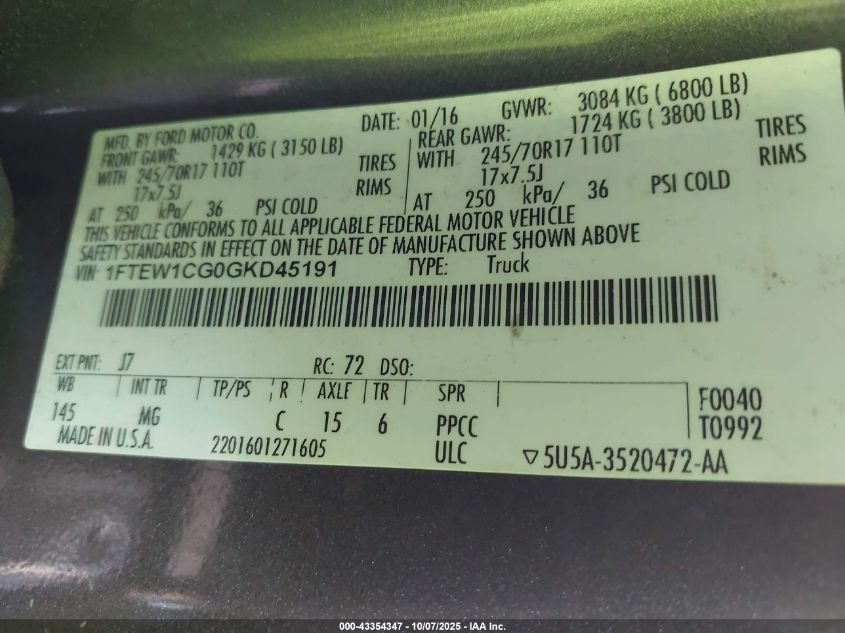 MFD. BY FORD MOTOR CO.
DATE: 01/16 GVWR: 3084 KG ( 6800 LB)
FRONT GAWR: 1429 KG ( 3150 LB) REAR GAWR: 1724 KG ( 3800 LB)
WITH 245/70R17 110T TIRES WITH 245/70R17 110T TIRES
17x7.5J RIMS 17x7.5J RIMS
AT 250 kPa/ 36 PSI COLD AT 250 kPa/ 36 PSI COLD
THIS VEHICLE CONFORMS TO ALL APPLICABLE FEDERAL MOTOR VEHICLE
SAFETY STANDARDS IN EFFECT ON THE DATE OF MANUFACTURE SHOWN ABOVE
VIN: 1FTEW1CG0GKD45191 TYPE: Truck
EXT PNT: J7 RC: 72 DSO:
WB INT TR TP/PS R AXLE TR SPR F0040
145 MG C 15 6 PPCC T0992
MADE IN U.S.A. 2201601271605 ULC ▽5U5A-3520472-AA
000-43354347 - 10/07/2025 - IAA Inc.